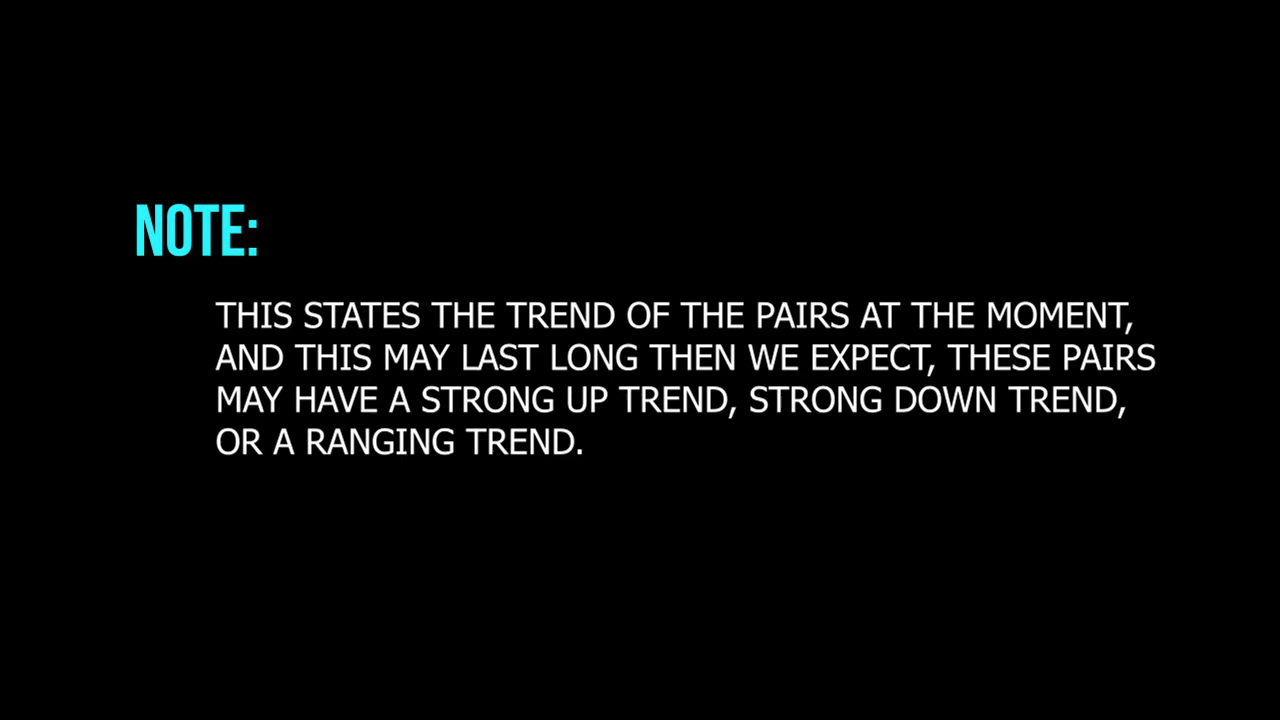 NOTE:
THIS STATES THE TREND OF THE PAIRS AT THE MOMENT,
AND THIS MAY LAST LONG THEN WE EXPECT, THESE PAIRS
MAY HAVE A STRONG UP TREND, STRONG DOWN TREND,
OR A RANGING TREND.